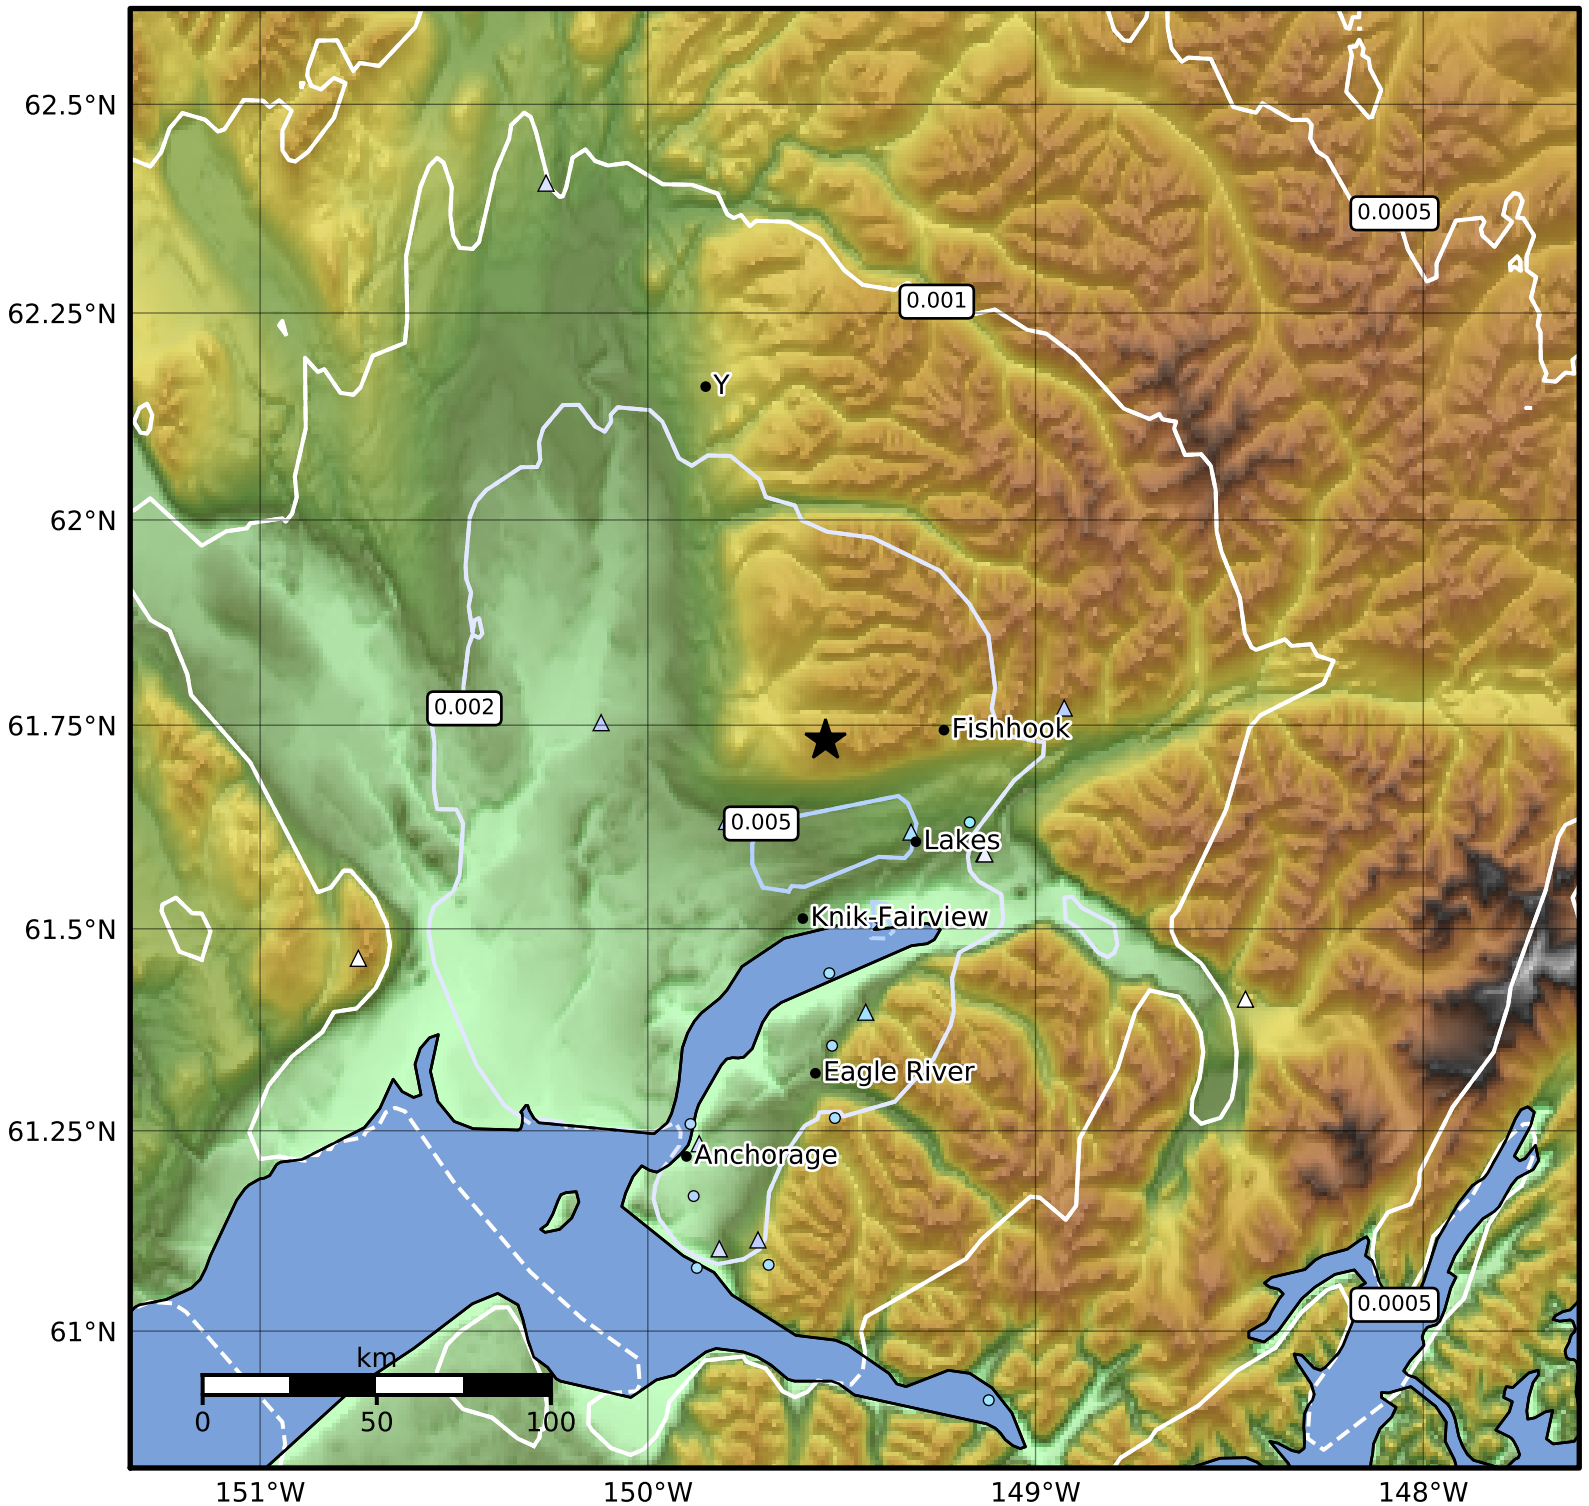 62.5°N
0.0005
62.25°N
0.001
Y
62°N
0.002
61.75°N
Fishhook
0.005
Lakes
Knik-Fairview
61.5°N
Eagle River
61.25°N
Anchorage
0.0005
61°N
km
0 50 100
151°W 150°W 149°W 148°W